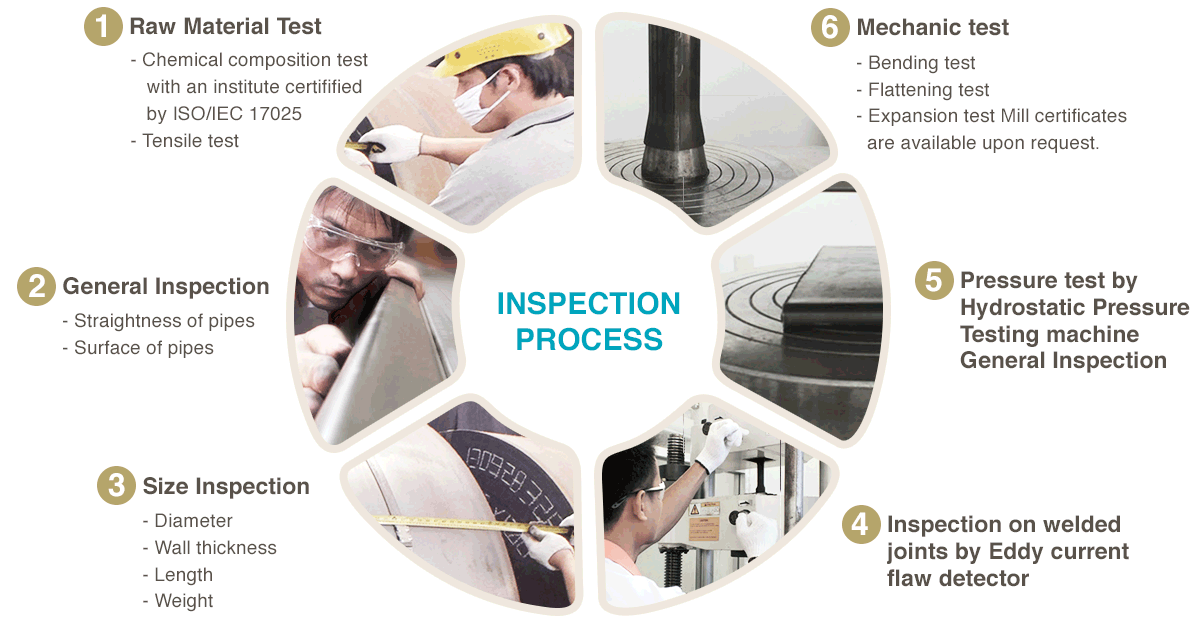 1 Raw Material Test
- Chemical composition test
with an institute certifified
by ISO/IEC 17025
- Tensile test
2 General Inspection
- Straightness of pipes
- Surface of pipes
3 Size Inspection
- Diameter
- Wall thickness
- Length
- Weight
INSPECTION
PROCESS
4 Inspection on welded
joints by Eddy current
flaw detector
5 Pressure test by
Hydrostatic Pressure
Testing machine
General Inspection
6 Mechanic test
- Bending test
- Flattening test
- Expansion test Mill certificates
are available upon request.